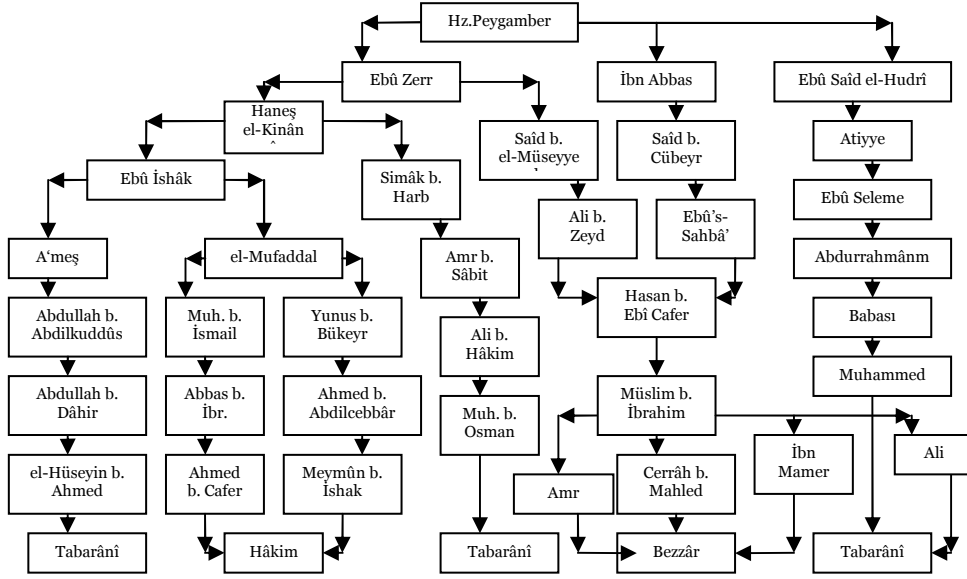 Hz.Peygamber
Ebû Zerr
İbn Abbas
Ebû Saîd el-Hudrî
Haneş
el-Kinân
Saîd b.
el-Müseyye
Saîd b.
Cübeyr
Atiyye
Ebû İshâk
Simâk b.
Harb
Ebû Seleme
Ali b.
Zeyd
Ebû's-
Sahbâ'
A'meş
el-Mufaddal
Amr b.
Sâbit
Abdurrahmânm
Abdullah b.
Abdilkuddûs
Muh. b.
İsmail
Yunus b.
Bükeyr
Hasan b.
Ebî Cafer
Babası
Ali b.
Hâkim
Muhammed
Abdullah b.
Dâhir
Abbas b.
İbr.
Ahmed b.
Abdilcebbâr
Müslim b.
İbrahim
Muh. b.
Osman
el-Hüseyin b.
Ahmed
Ahmed
b. Cafer
Meymûn b.
İshak
Amr
Cerrâh b.
Mahled
İbn
Mamer
Ali
Tabarânî
Hâkim
Tabarânî
Bezzâr
Tabarânî